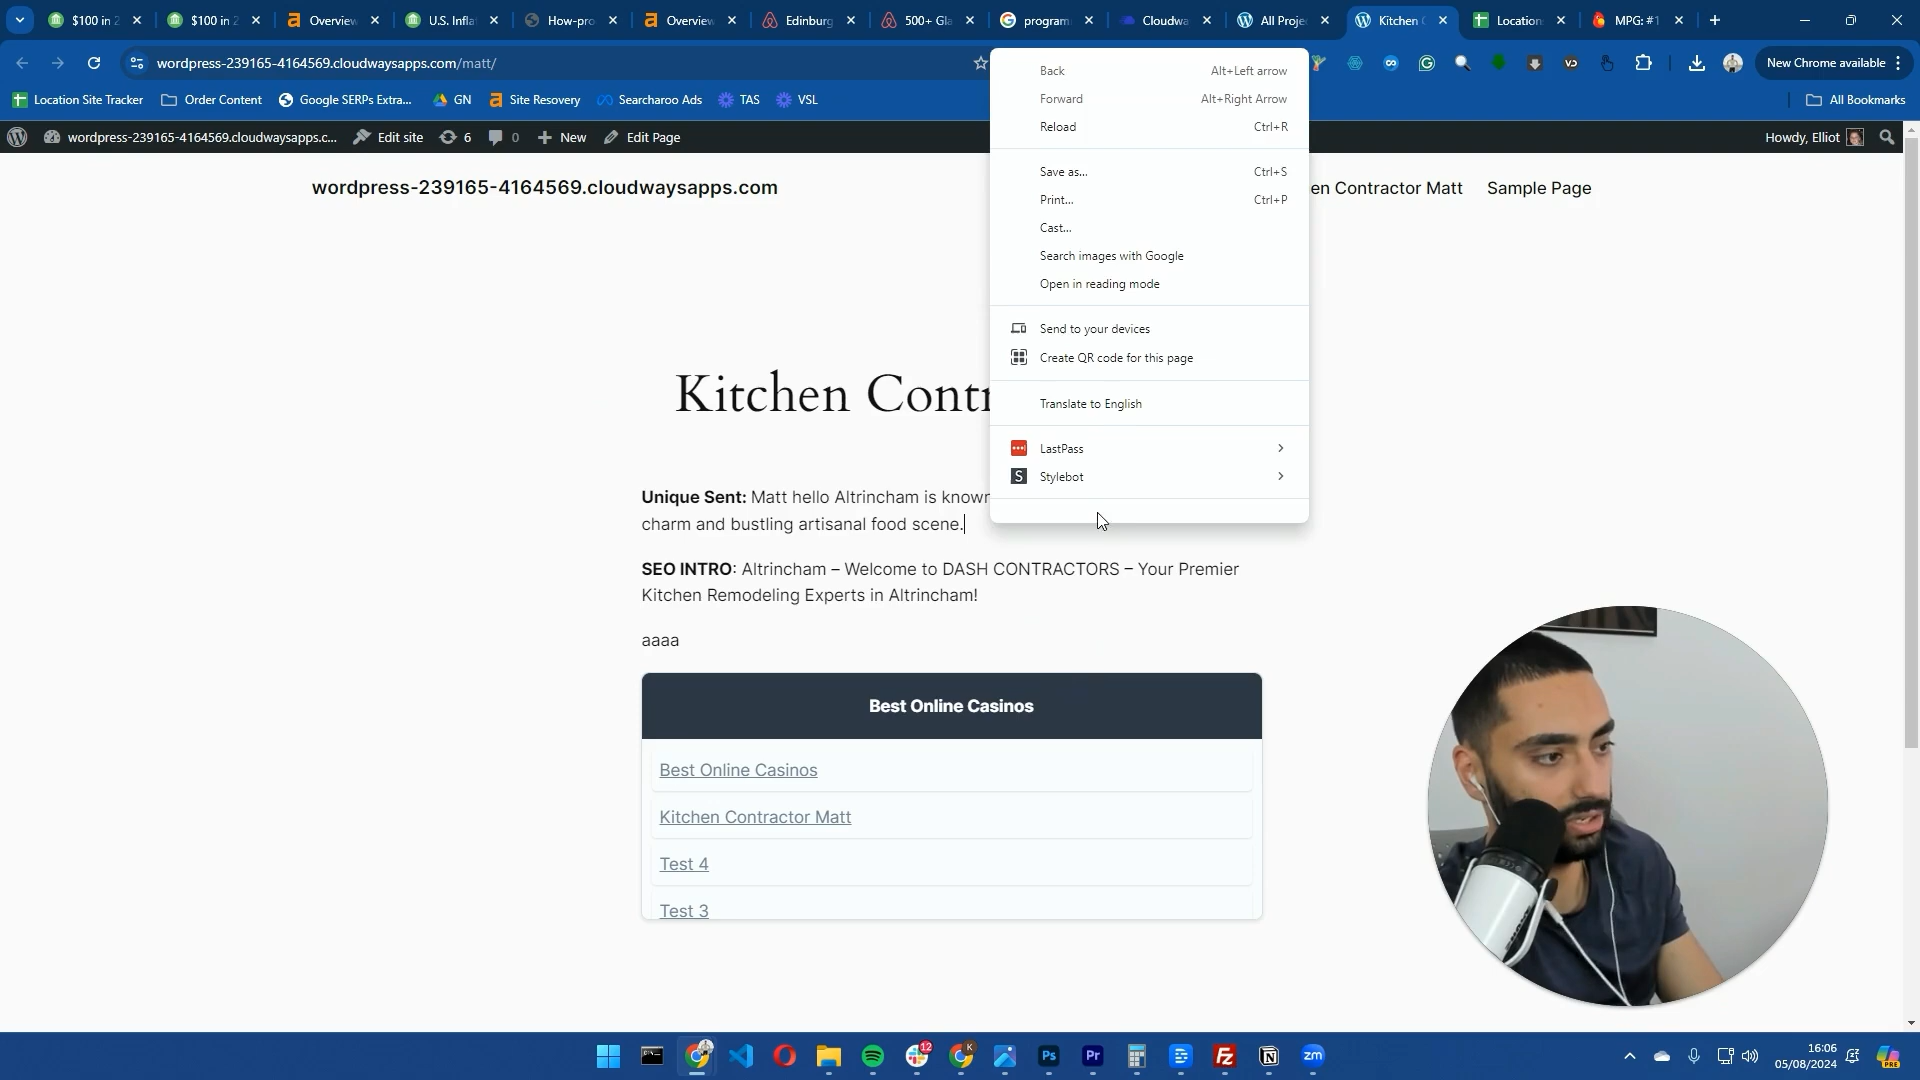 $100 in 2
$100 in 2
Overview
U.S. Infla
How-pro
Overview
Edinburg
500+ Gla
program
Cloudwa
All Proje
Kitchen C
Location
MPG: #1
wordpress-239165-4164569.cloudwaysapps.com/matt/
New Chrome available
Location Site Tracker
Order Content
Google SERPs Extra...
GN
Site Recovery
Searcharoo Ads
TAS
VSL
All Bookmarks
wordpress-239165-4164569.cloudwaysapps.c...
Edit site
6
0
New
Edit Page
Howdy, Elliot
wordpress-239165-4164569.cloudwaysapps.com
en Contractor Matt
Sample Page
Back Alt+Left arrow
Forward Alt+Right Arrow
Reload Ctrl+R
Save as... Ctrl+S
Print... Ctrl+P
Cast...
Search images with Google
Open in reading mode
Send to your devices
Create QR code for this page
Translate to English
LastPass
Stylebot
Kitchen Contr
Unique Sent: Matt hello Altrincham is known
charm and bustling artisanal food scene.
SEO INTRO: Altrincham – Welcome to DASH CONTRACTORS – Your Premier
Kitchen Remodeling Experts in Altrincham!
aaaa
Best Online Casinos
Best Online Casinos
Kitchen Contractor Matt
Test 4
Test 3
12
K
Ps
Pr
zm
16:06
05/08/2024
PRE